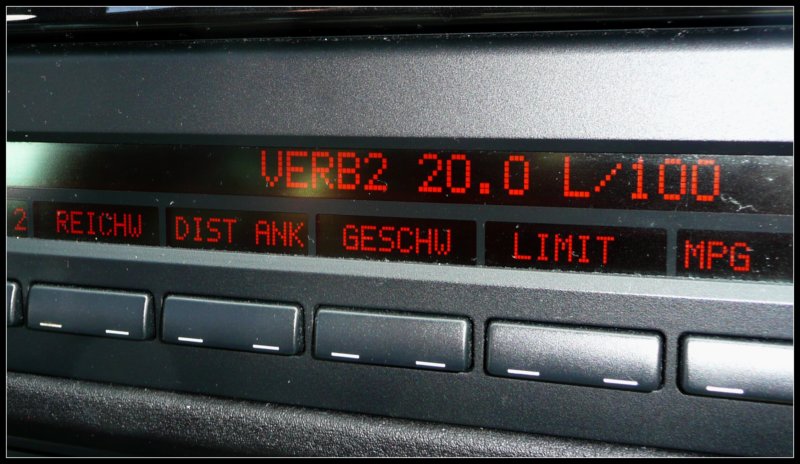 VERB2 20.0 L/100
2 REICHW DIST ANK GESCHW LIMIT MPG